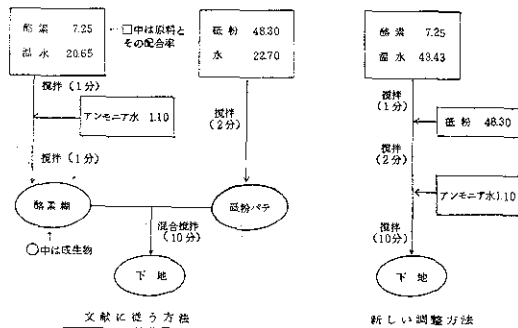 酪素 7.25
温水 20.65
□中は原料と
その配合率
砥粉 48.30
水 22.70
攪拌(1分)
アンモニア水 1.10
攪拌(1分)
攪拌
(2分)
酪素糊
砥粉パテ
○中は成生物
混合攪拌
(10分)
下地
文献に従う方法
酪素 7.25
温水 43.43
攪拌
(1分)
砥粉 48.30
攪拌
(2分)
アンモニア水1.10
攪拌
(10分)
下地
新しい調整方法